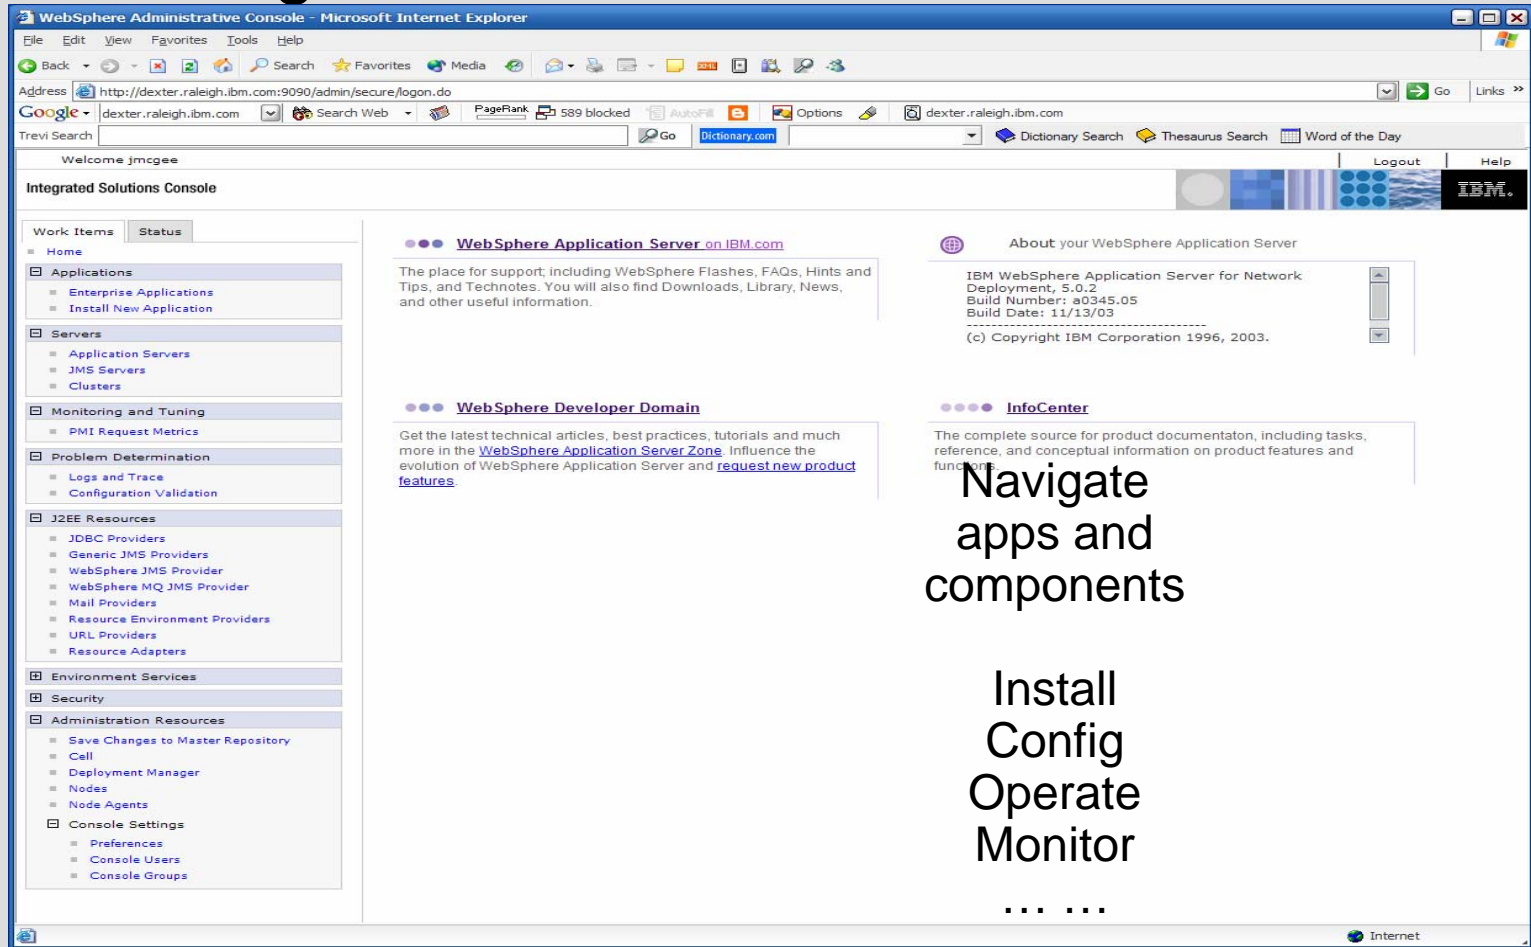 WebSphere Administrative Console - Microsoft Internet Explorer
File Edit View Favorites Tools Help
Back Search Favorites Media
Address http://dexter.raleigh.ibm.com:9090/admin/secure/logon.do Go Links »
Google dexter.raleigh.ibm.com Search Web PageRank 589 blocked AutoFill Options dexter.raleigh.ibm.com
Trevi Search Go Dictionary.com Dictionary Search Thesaurus Search Word of the Day
Welcome jmcgee Logout Help
Integrated Solutions Console IBM.
Work Items Status
Home
Applications
Enterprise Applications
Install New Application
Servers
Application Servers
JMS Servers
Clusters
Monitoring and Tuning
PMI Request Metrics
Problem Determination
Logs and Trace
Configuration Validation
J2EE Resources
JDBC Providers
Generic JMS Providers
WebSphere JMS Provider
WebSphere MQ JMS Provider
Mail Providers
Resource Environment Providers
URL Providers
Resource Adapters
Environment Services
Security
Administration Resources
Save Changes to Master Repository
Cell
Deployment Manager
Nodes
Node Agents
Console Settings
Preferences
Console Users
Console Groups
WebSphere Application Server on IBM.com
The place for support; including WebSphere Flashes, FAQs, Hints and
Tips, and Technotes. You will also find Downloads, Library, News,
and other useful information.
About your WebSphere Application Server
IBM WebSphere Application Server for Network
Deployment, 5.0.2
Build Number: a0345.05
Build Date: 11/13/03
------------------------------------
(c) Copyright IBM Corporation 1996, 2003.
WebSphere Developer Domain
Get the latest technical articles, best practices, tutorials and much
more in the WebSphere Application Server Zone. Influence the
evolution of WebSphere Application Server and request new product
features.
InfoCenter
The complete source for product documentaton, including tasks,
reference, and conceptual information on product features and
functions.
Navigate
apps and
components
Install
Config
Operate
Monitor
... ...
Internet